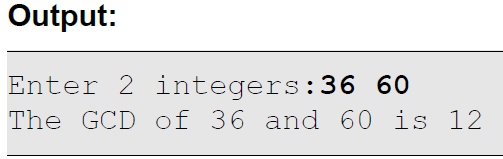 Output:
Enter 2 integers:36 60
The GCD of 36 and 60 is 12